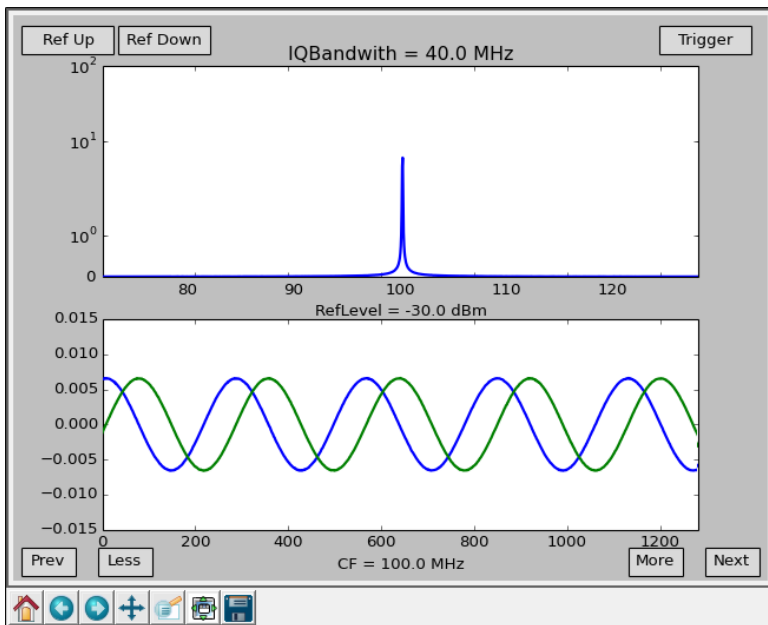 Ref Up Ref Down Trigger
IQBandwith = 40.0 MHz
10²
10¹
10⁰
0
80 90 100 110 120
RefLevel = -30.0 dBm
0.015
0.010
0.005
0.000
−0.005
−0.010
−0.015
0 200 400 600 800 1000 1200
Prev Less CF = 100.0 MHz More Next